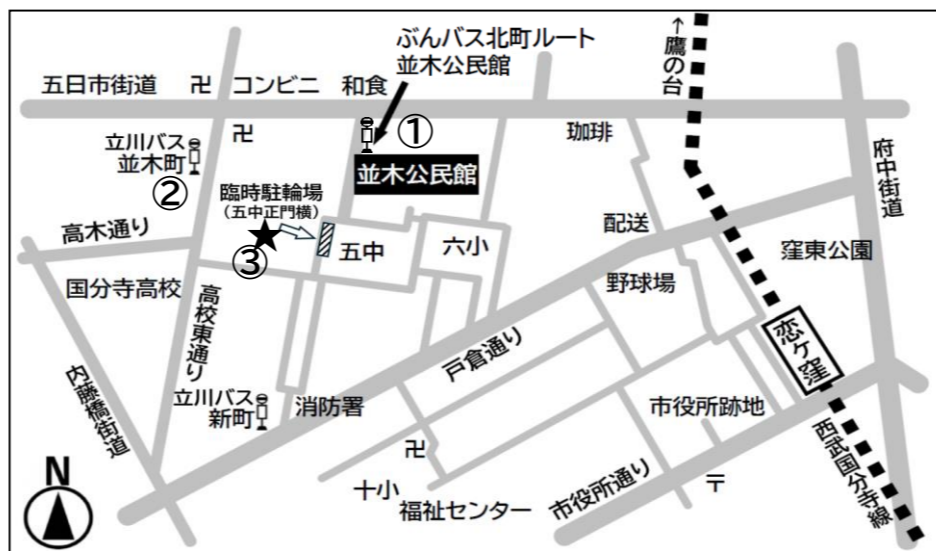 ぶんバス北町ルート
並木公民館
↑鷹の台
五日市街道
卍
コンビニ
和食
①
珈琲
府中街道
立川バス
並木町
②
卍
並木公民館
臨時駐輪場
(五中正門横)
★
③
高木通り
国分寺高校
五中
六小
配送
野球場
窪東公園
高校東通り
内藤橋街道
立川バス
新町
消防署
戸倉通り
恋ヶ窪
市役所跡地
卍
十小
福祉センター
市役所通り
〒
西武国分寺線
N